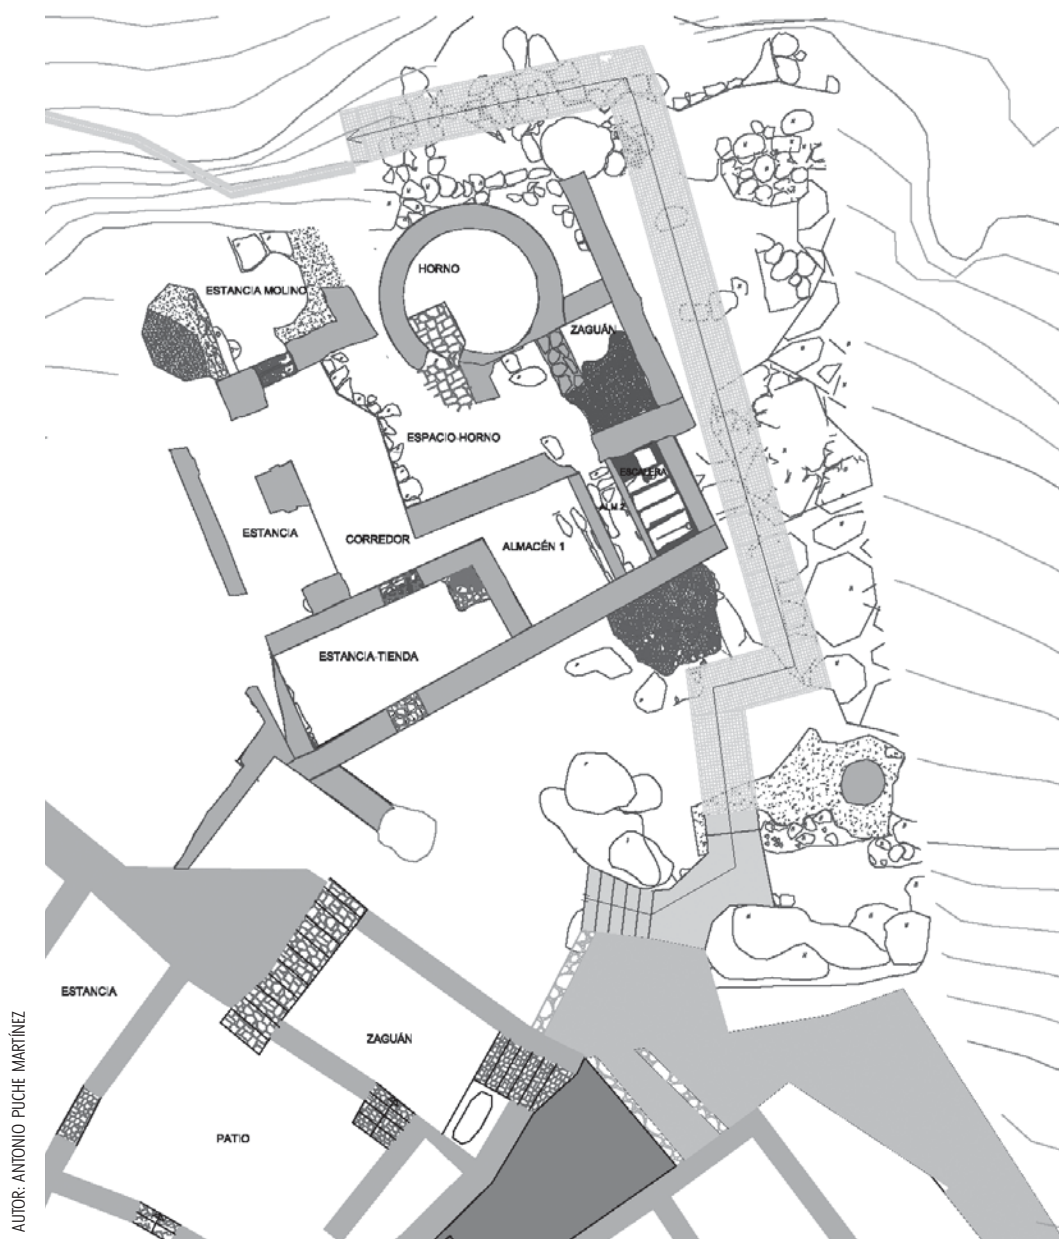 HORNO
ESTANCIA MOLINO
ZAGUÁN
ESPACIO-HORNO
ESCALERA
ALM 2
ESTANCIA
CORREDOR
ALMACÉN 1
ESTANCIA-TIENDA
ESTANCIA
ZAGUÁN
PATIO
AUTOR: ANTONIO PUCHE MARTÍNEZ